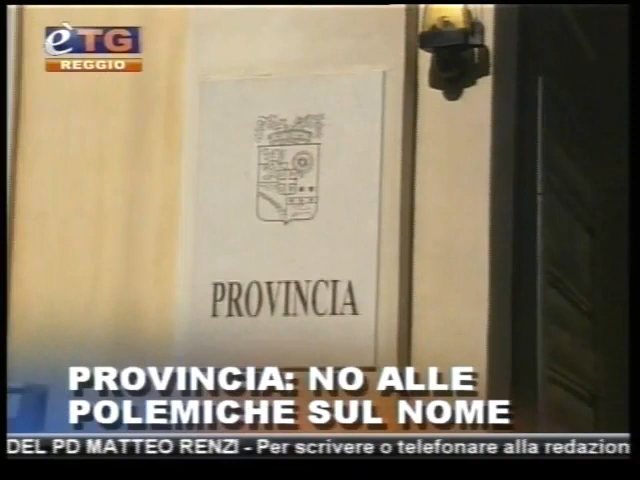 èTG
REGGIO
PROVINCIA
PROVINCIA: NO ALLE
POLEMICHE SUL NOME
DEL PD MATTEO RENZI - Per scrivere o telefonare alla redazion